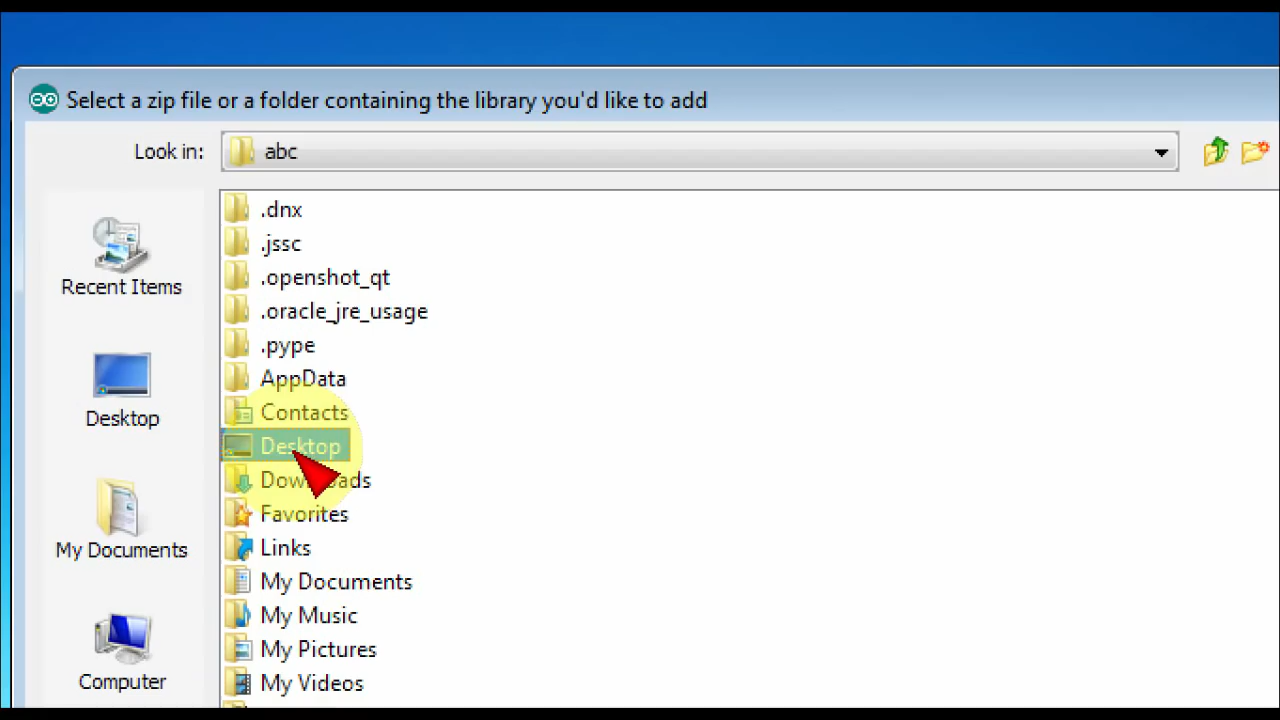 Select a zip file or a folder containing the library you'd like to add
Look in: abc
.dnx
.jssc
.openshot_qt
.oracle_jre_usage
.pype
AppData
Contacts
Desktop
Downloads
Favorites
Links
My Documents
My Music
My Pictures
My Videos
Recent Items
Desktop
My Documents
Computer